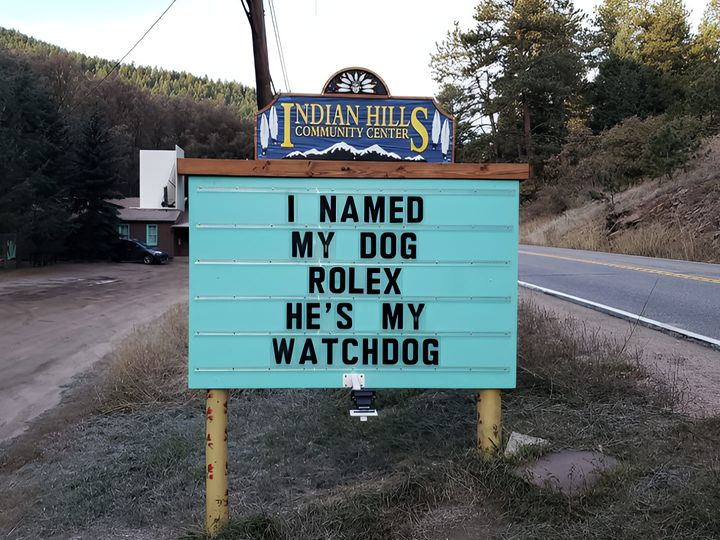 INDIAN HILLS
COMMUNITY CENTER
I NAMED
MY DOG
ROLEX
HE'S MY
WATCHDOG